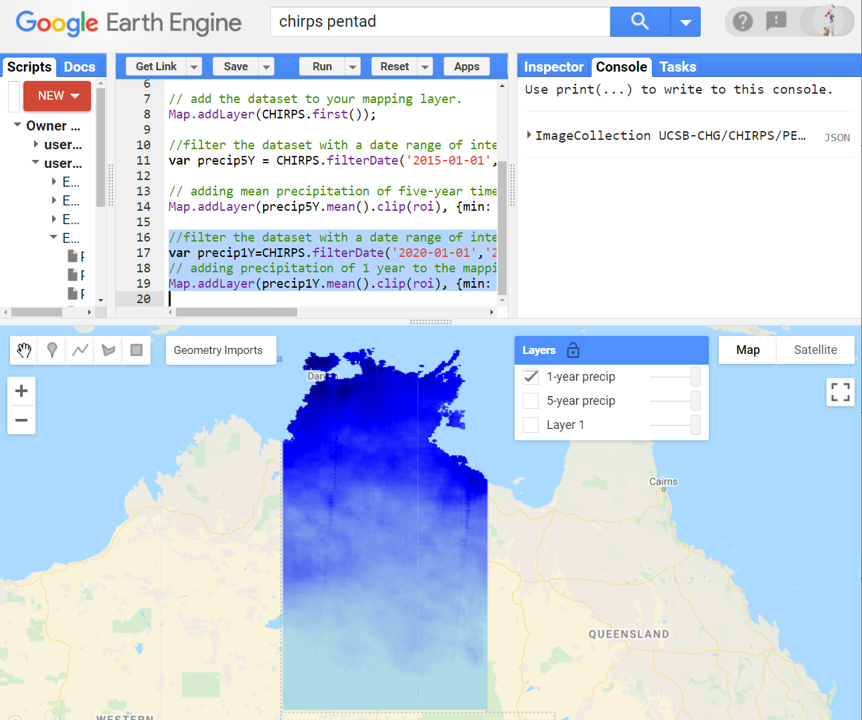 Google Earth Engine
chirps pentad
Scripts Docs
NEW
Owner ...
user...
user...
E...
E...
E...
E...
Get Link Save Run Reset Apps
6
7 // add the dataset to your mapping layer.
8 Map.addLayer(CHIRPS.first());
9
10 //filter the dataset with a date range of inte
11 var precip5Y = CHIRPS.filterDate('2015-01-01',
12
13 // adding mean precipitation of five-year time
14 Map.addLayer(precip5Y.mean().clip(roi), {min:
15
16 //filter the dataset with a date range of inte
17 var precip1Y=CHIRPS.filterDate('2020-01-01','2
18 // adding precipitation of 1 year to the mappi
19 Map.addLayer(precip1Y.mean().clip(roi), {min:
20
Inspector Console Tasks
Use print(...) to write to this console.
ImageCollection UCSB-CHG/CHIRPS/PE... JSON
Geometry Imports
Layers
1-year precip
5-year precip
Layer 1
Map Satellite
Cairns
QUEENSLAND
WESTERN